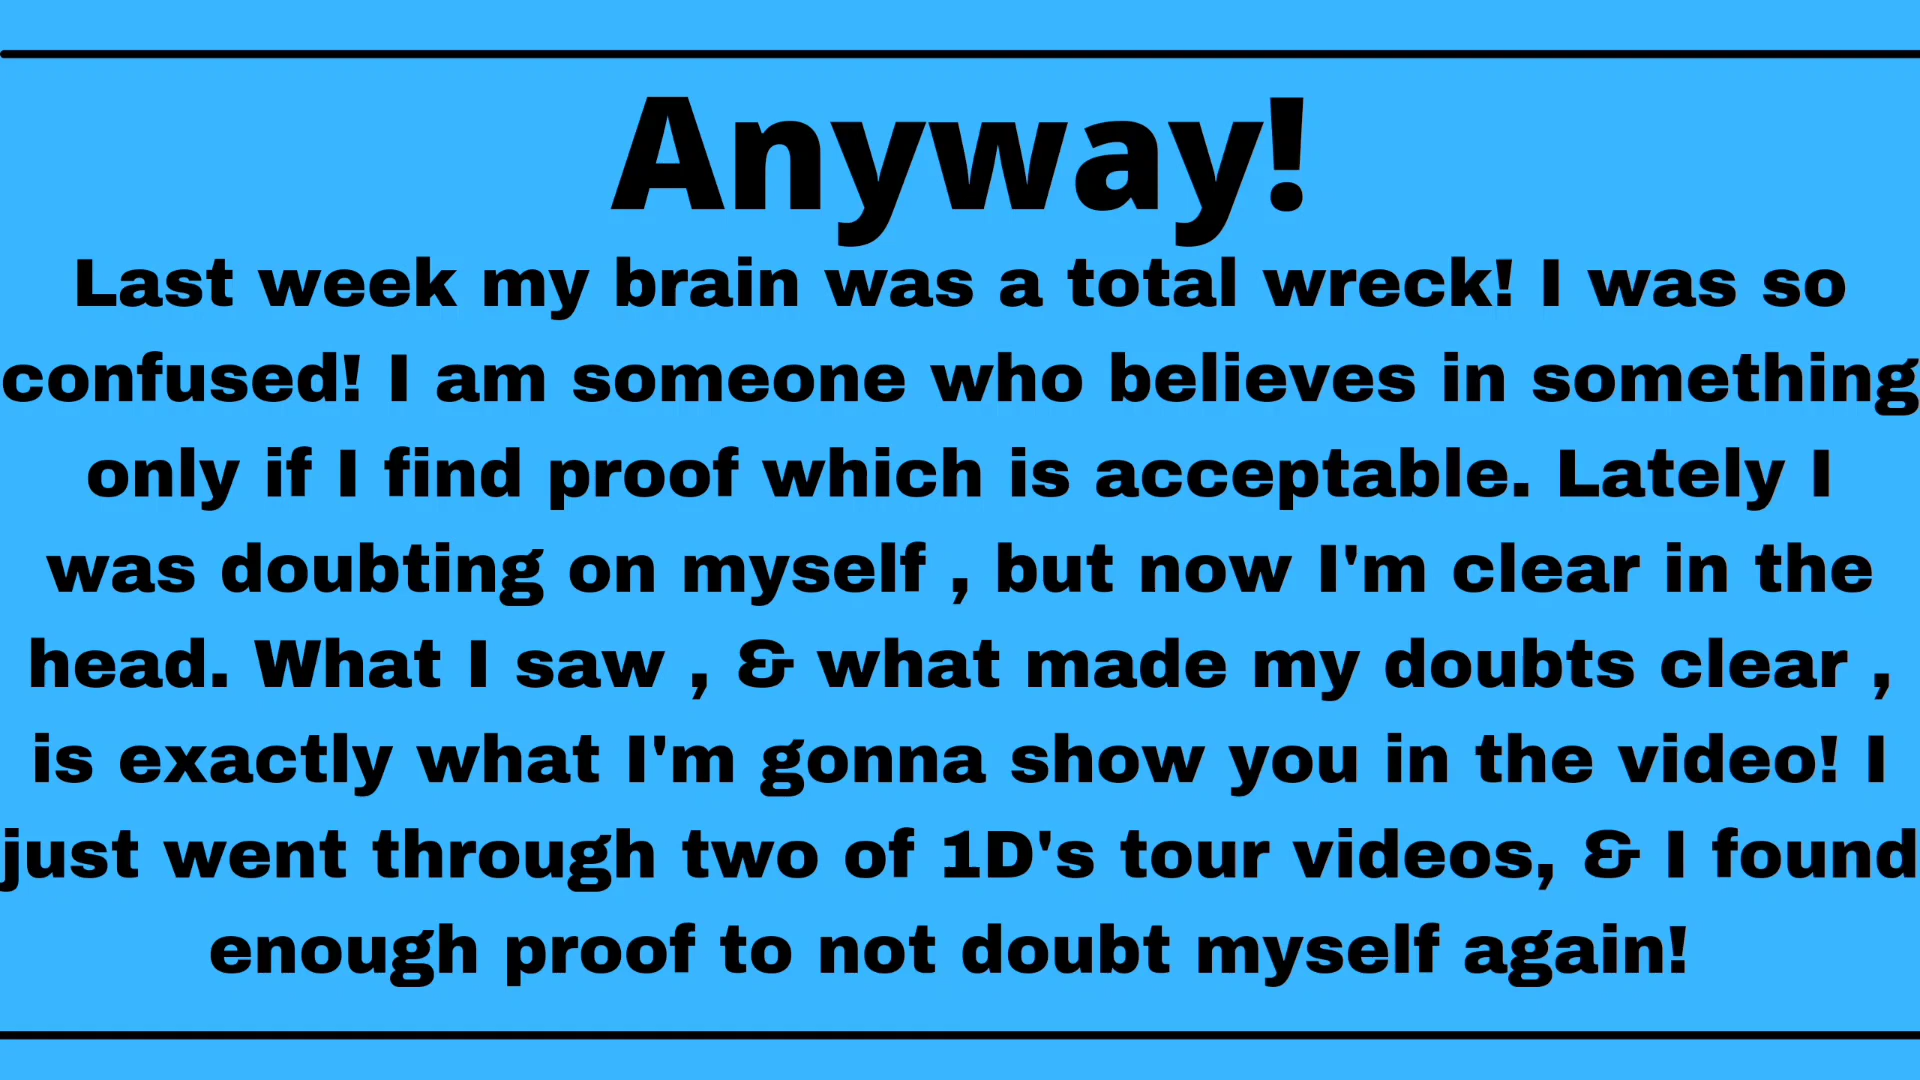 Anyway!
Last week my brain was a total wreck! I was so
confused! I am someone who believes in something
only if I find proof which is acceptable. Lately I
was doubting on myself , but now I'm clear in the
head. What I saw , & what made my doubts clear ,
is exactly what I'm gonna show you in the video! I
just went through two of 1D's tour videos, & I found
enough proof to not doubt myself again!